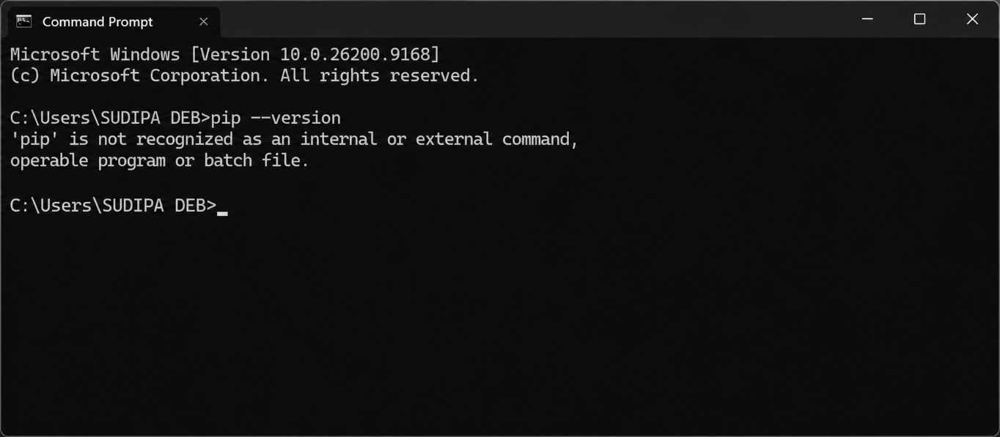 Command Prompt
Microsoft Windows [Version 10.0.26200.9168]
(c) Microsoft Corporation. All rights reserved.
C:\Users\SUDIPA DEB>pip --version
'pip' is not recognized as an internal or external command,
operable program or batch file.
C:\Users\SUDIPA DEB>